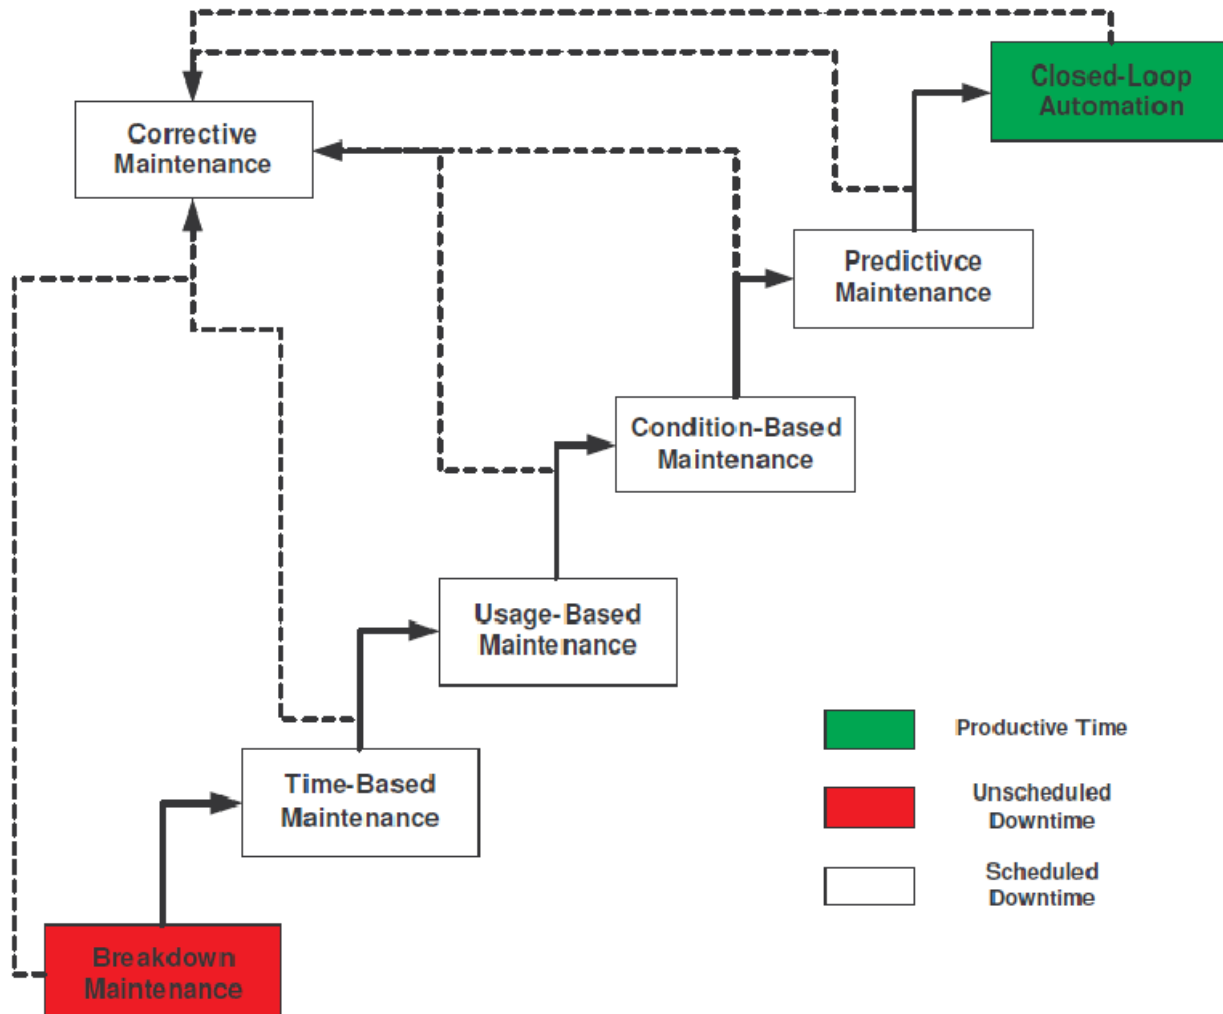 Closed-Loop
Automation
Corrective
Maintenance
Predictivce
Maintenance
Condition-Based
Maintenance
Usage-Based
Maintenance
Time-Based
Maintenance
Breakdown
Maintenance
Productive Time
Unscheduled
Downtime
Scheduled
Downtime